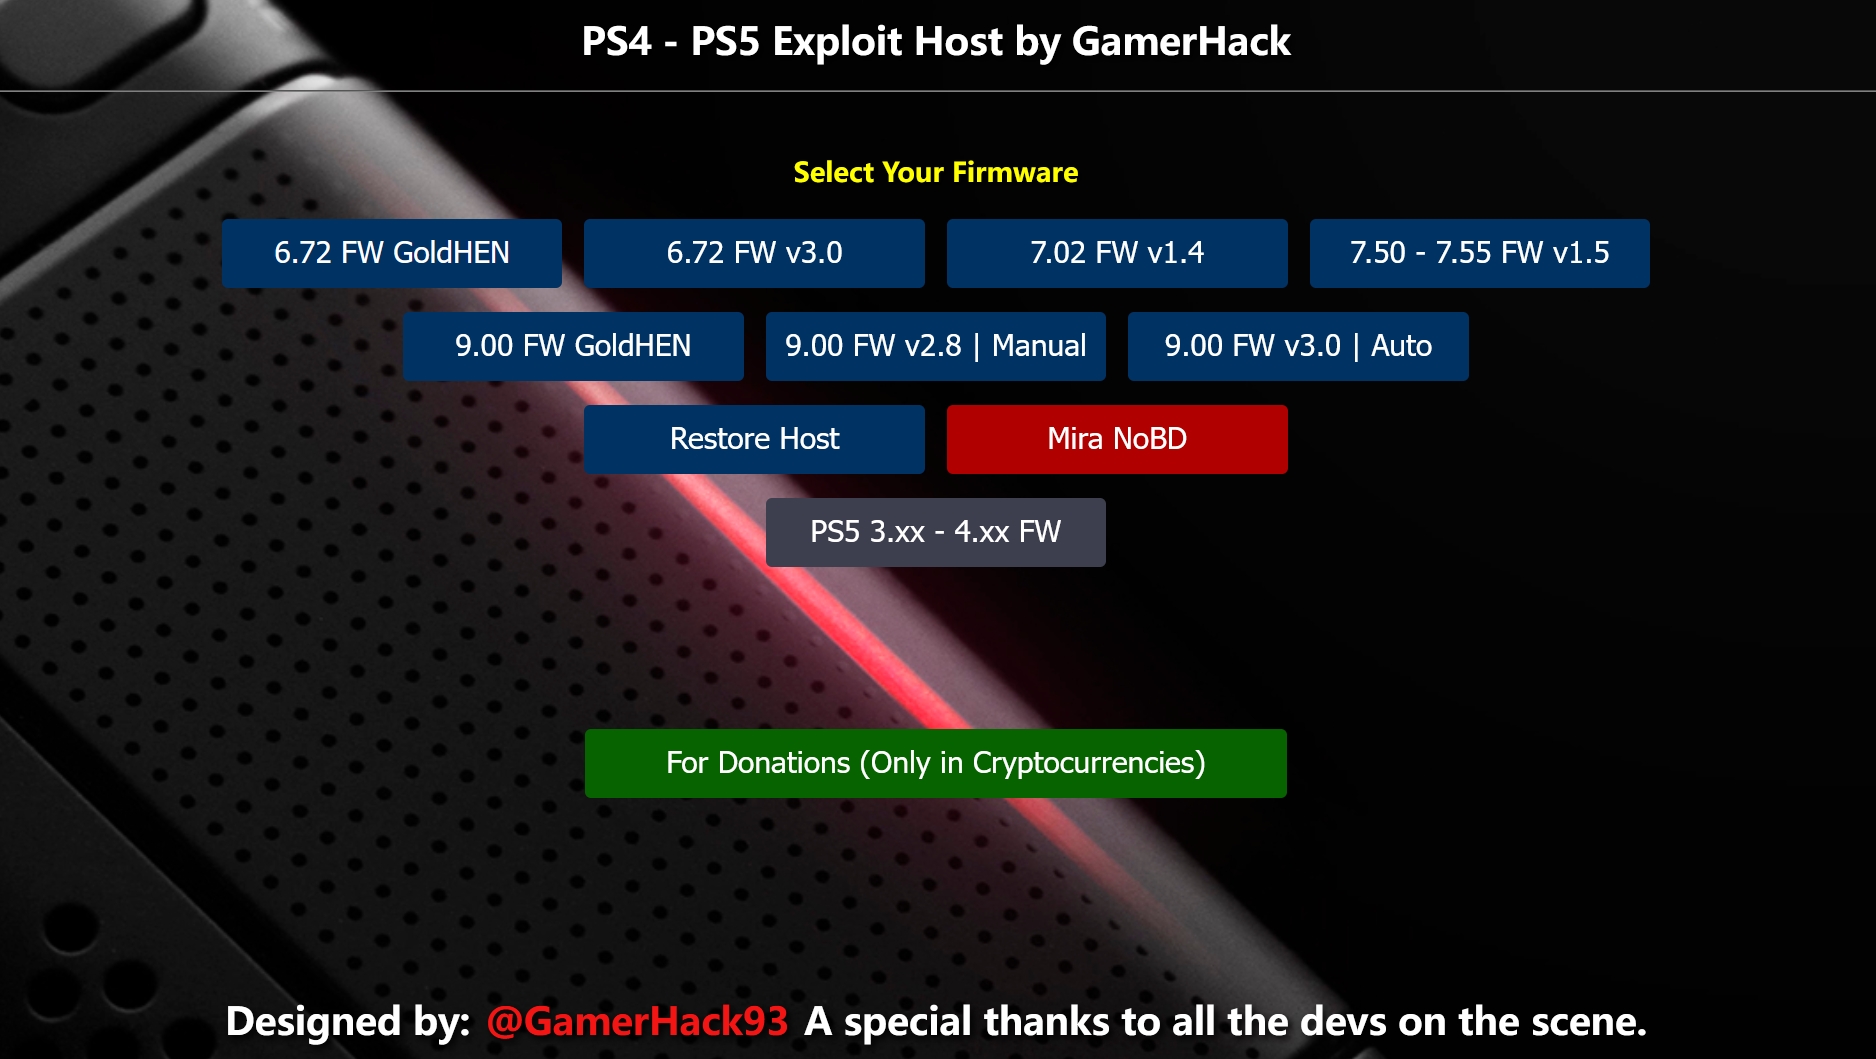 PS4 - PS5 Exploit Host by GamerHack
Select Your Firmware
6.72 FW GoldHEN
6.72 FW v3.0
7.02 FW v1.4
7.50 - 7.55 FW v1.5
9.00 FW GoldHEN
9.00 FW v2.8 | Manual
9.00 FW v3.0 | Auto
Restore Host
Mira NoBD
PS5 3.xx - 4.xx FW
For Donations (Only in Cryptocurrencies)
Designed by: @GamerHack93 A special thanks to all the devs on the scene.